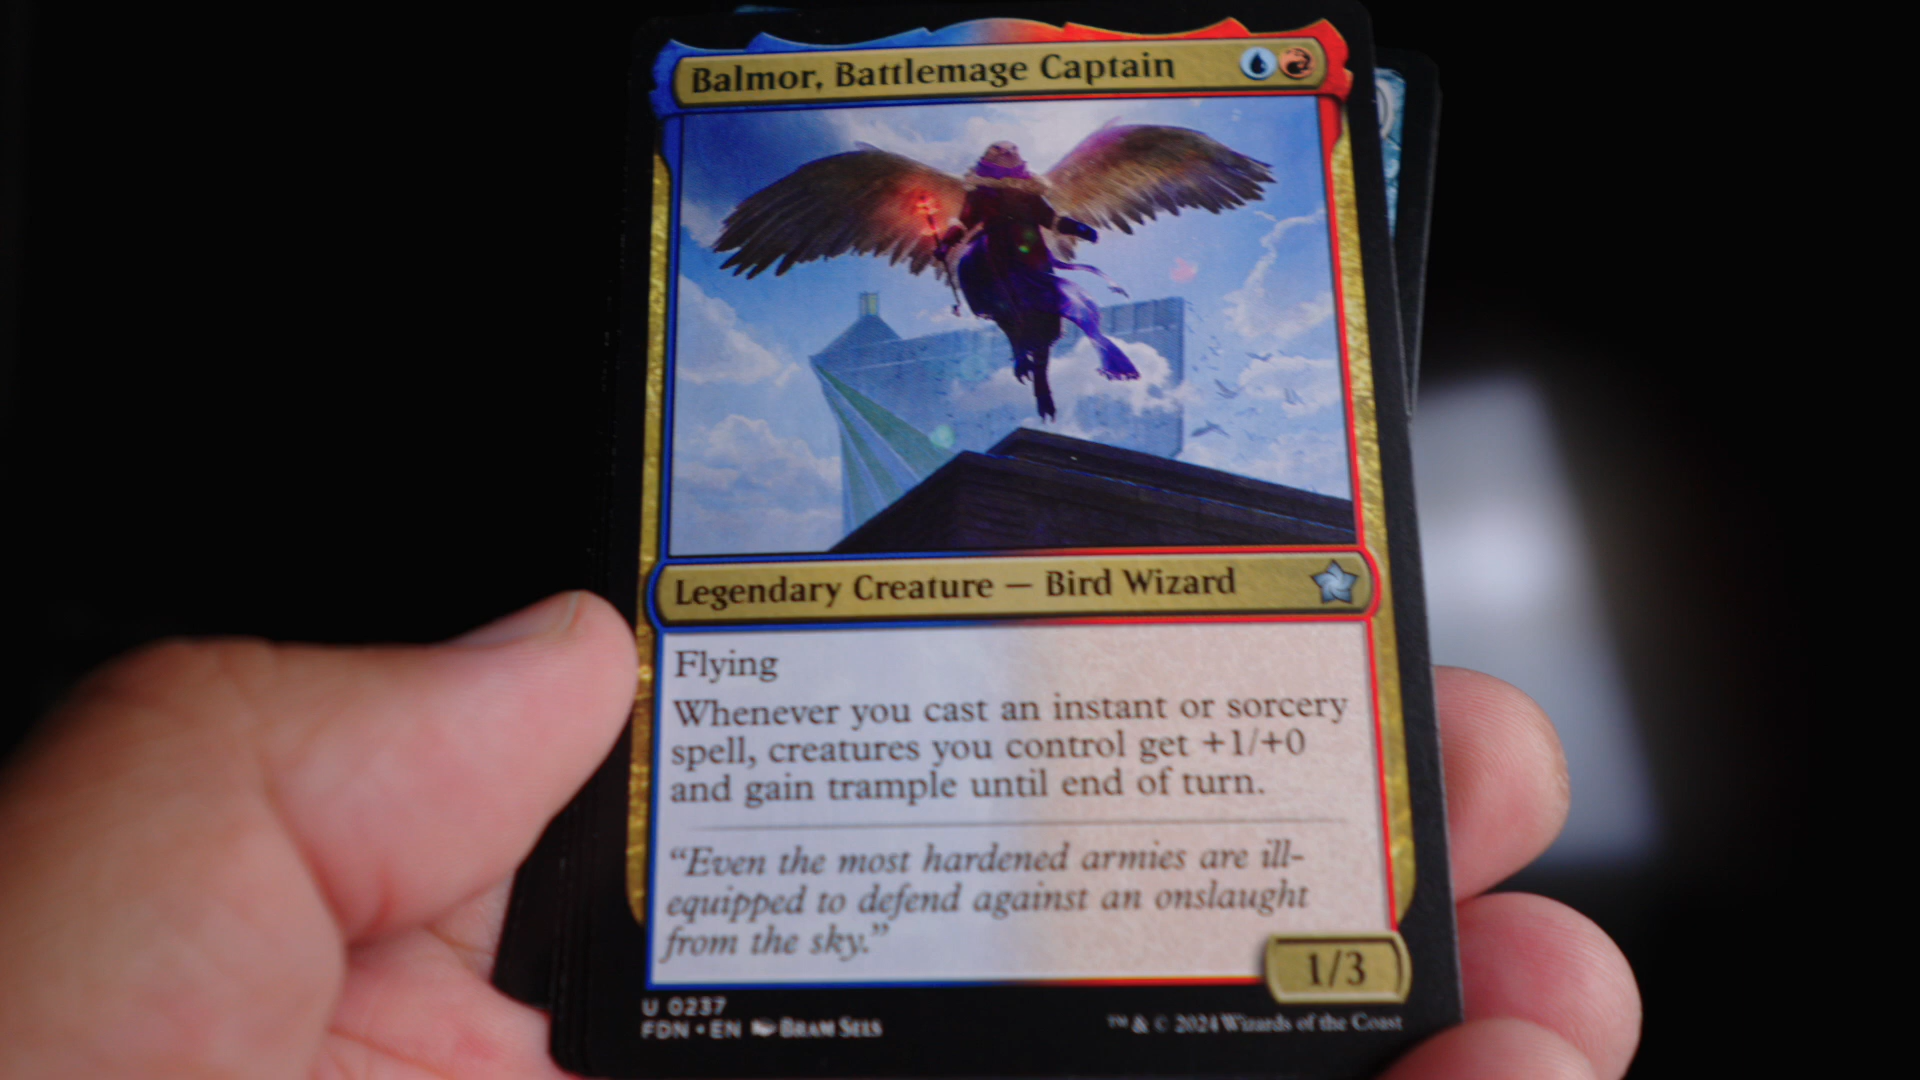 Balmor, Battlemage Captain
Legendary Creature — Bird Wizard
Flying
Whenever you cast an instant or sorcery
spell, creatures you control get +1/+0
and gain trample until end of turn.
“Even the most hardened armies are ill-
equipped to defend against an onslaught
from the sky.”
1/3
U 0237
FDN • EN Bram Sels
™ & © 2024 Wizards of the Coast